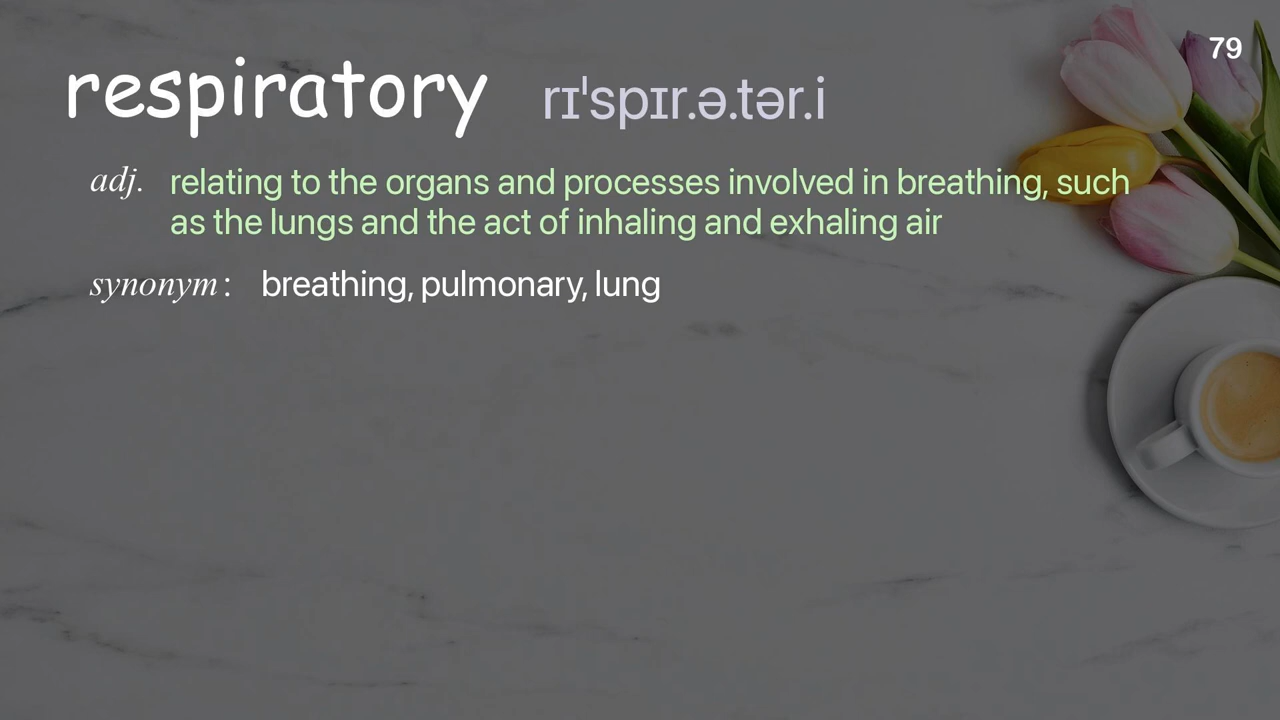 79
respiratory rɪˈspɪr.ə.tər.i
adj. relating to the organs and processes involved in breathing, such
as the lungs and the act of inhaling and exhaling air
synonym : breathing, pulmonary, lung